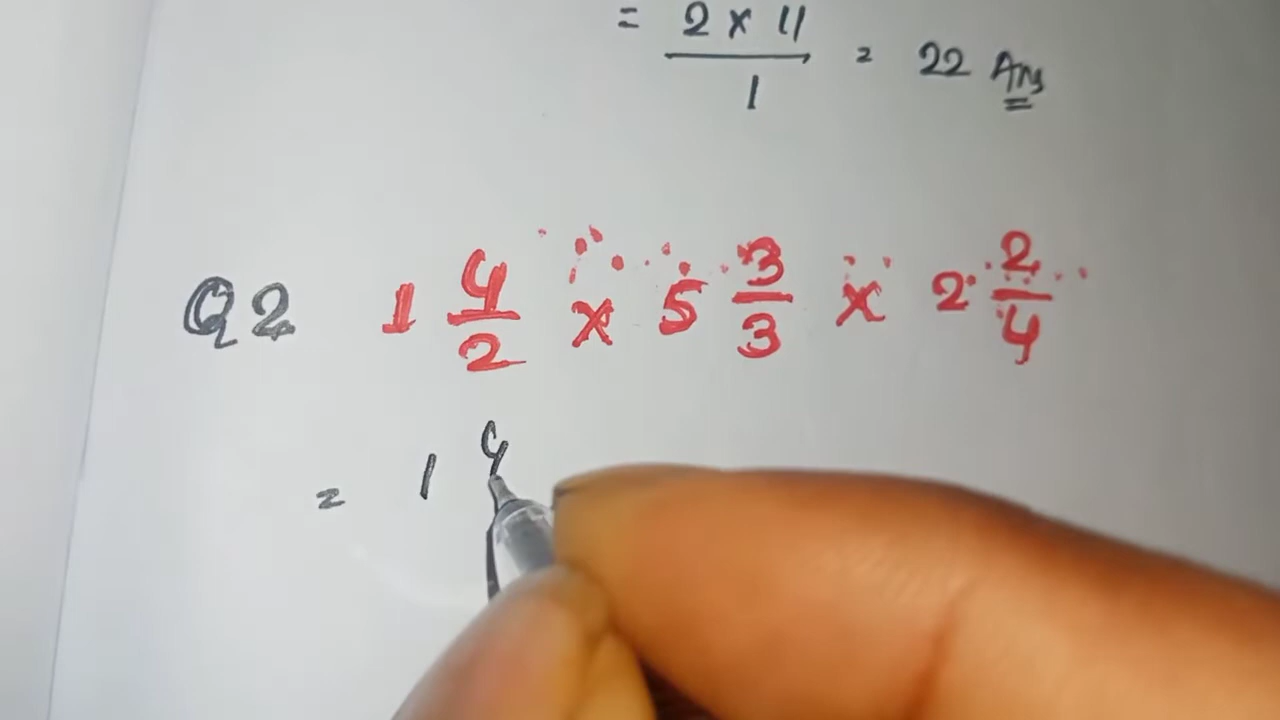 = 2 × 11 / 1 = 22 Ans
Q2 1 4/2 × 5 3/3 × 2 2/4
= 1 4